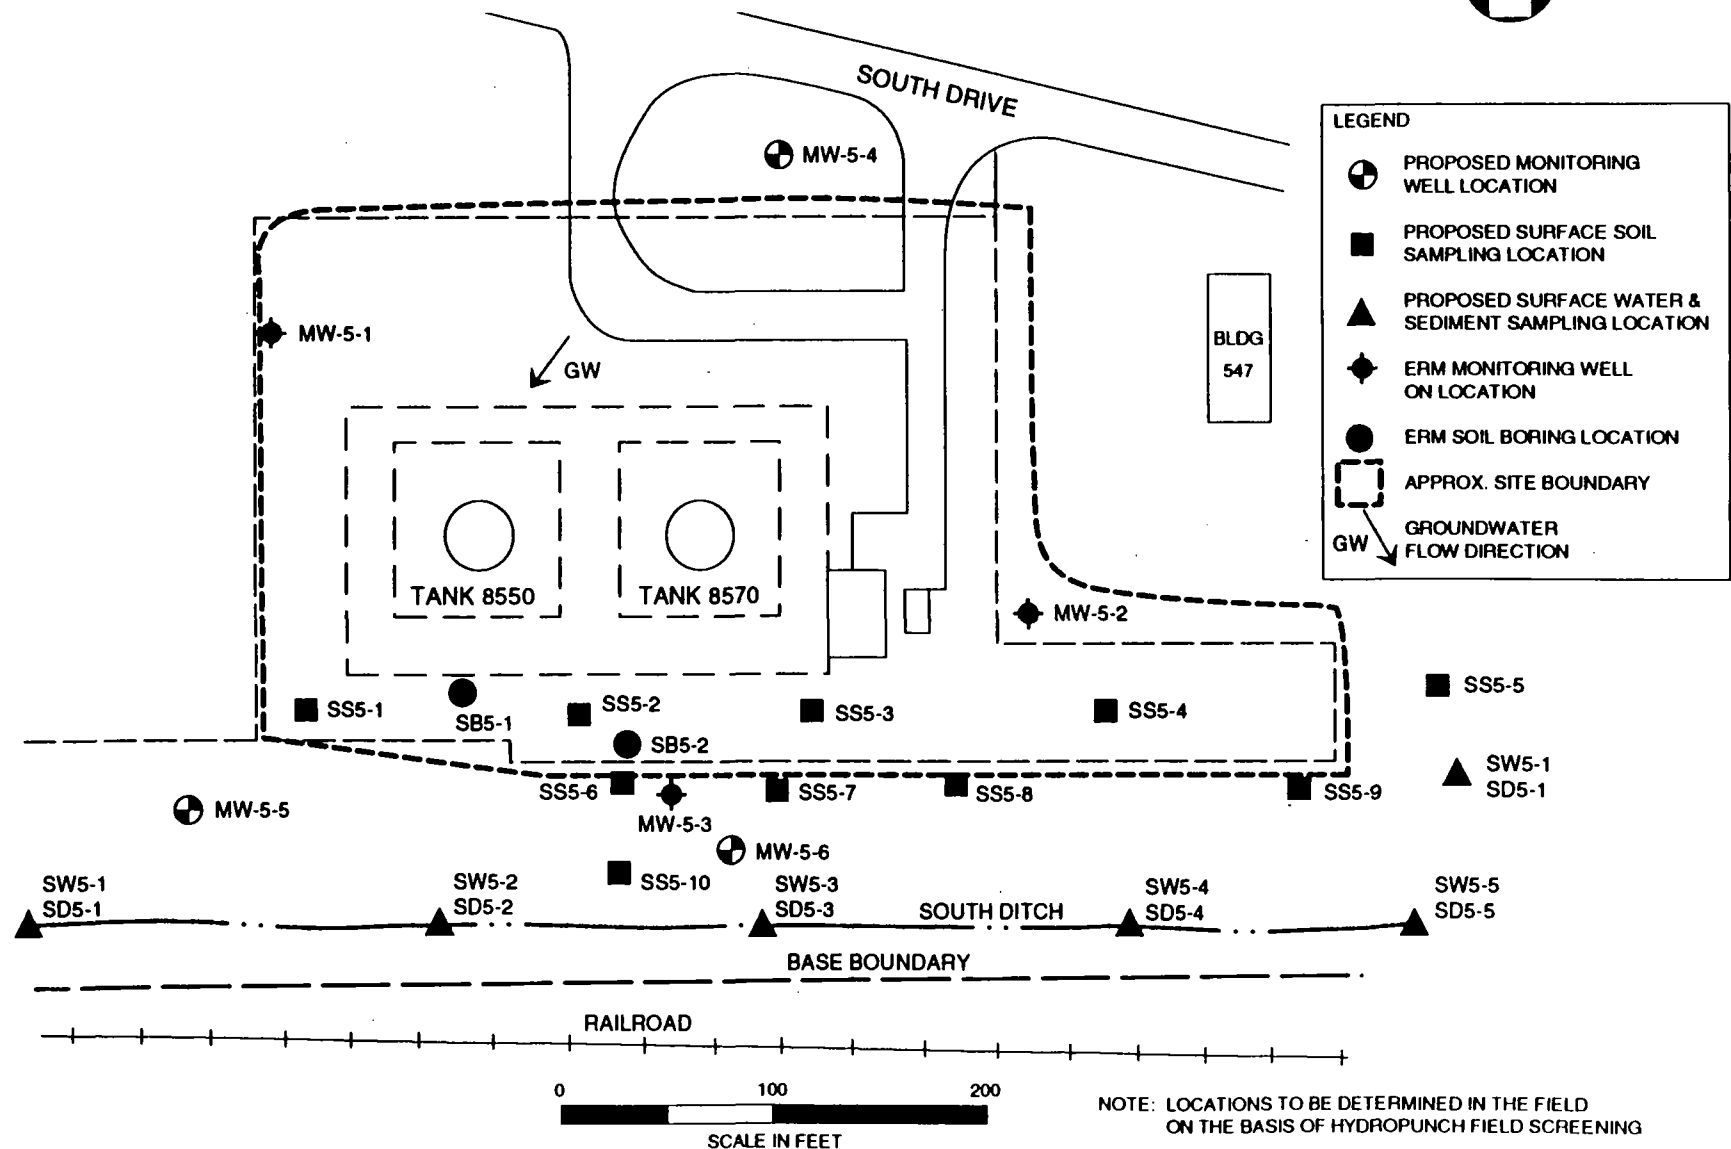 SOUTH DRIVE
MW-5-4
MW-5-1
GW
BLDG
547
TANK 8550
TANK 8570
MW-5-2
SS5-1
SB5-1
SS5-2
SB5-2
SS5-3
SS5-4
SS5-5
SW5-1
SD5-1
SS5-6
MW-5-3
SS5-7
SS5-8
SS5-9
MW-5-5
MW-5-6
SS5-10
SW5-1
SD5-1
SW5-2
SD5-2
SW5-3
SD5-3
SOUTH DITCH
SW5-4
SD5-4
SW5-5
SD5-5
BASE BOUNDARY
RAILROAD
0 100 200
SCALE IN FEET
LEGEND
PROPOSED MONITORING
WELL LOCATION
PROPOSED SURFACE SOIL
SAMPLING LOCATION
PROPOSED SURFACE WATER &
SEDIMENT SAMPLING LOCATION
ERM MONITORING WELL
ON LOCATION
ERM SOIL BORING LOCATION
APPROX. SITE BOUNDARY
GW
GROUNDWATER
FLOW DIRECTION
NOTE: LOCATIONS TO BE DETERMINED IN THE FIELD
ON THE BASIS OF HYDROPUNCH FIELD SCREENING